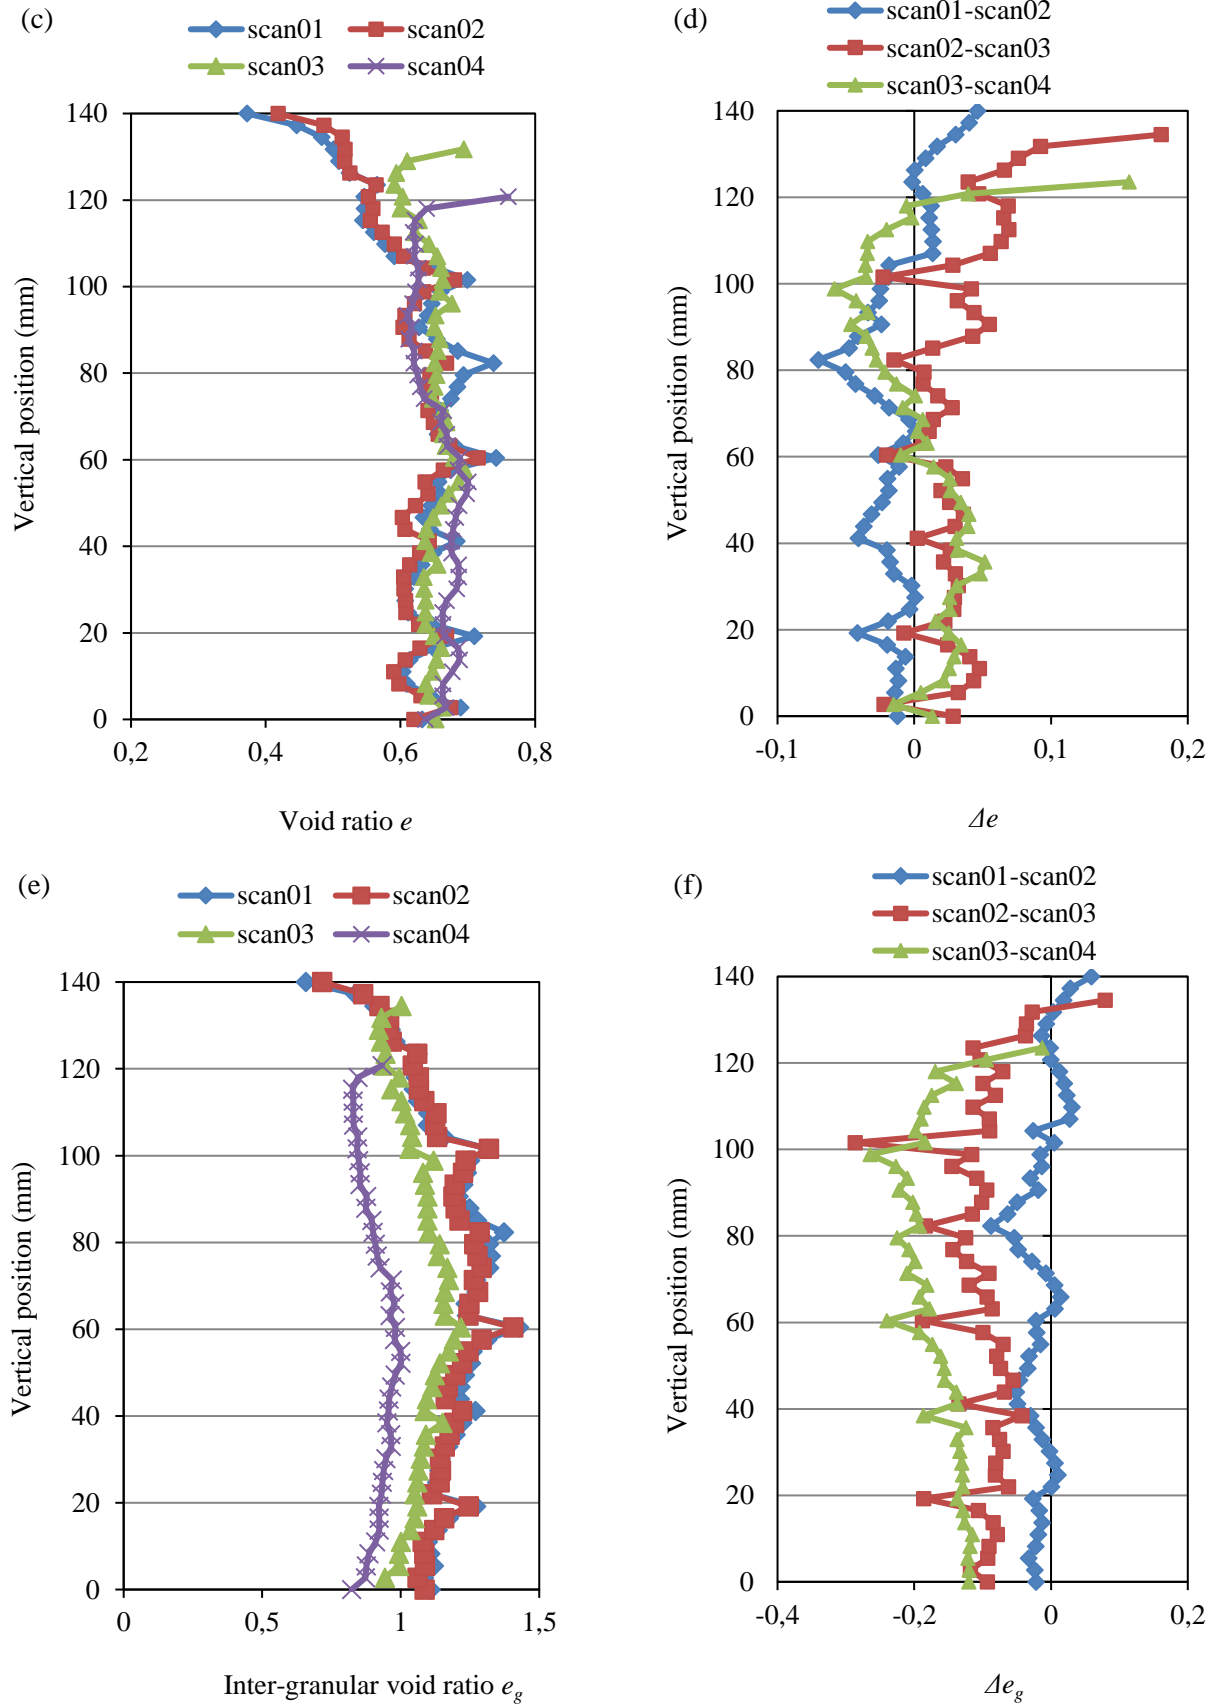 (c)
scan01 scan02
scan03 scan04
140
120
100
80
60
40
20
0
0,2 0,4 0,6 0,8
Vertical position (mm)
Void ratio e
(d)
scan01-scan02
scan02-scan03
scan03-scan04
140
120
100
80
60
40
20
0
-0,1 0 0,1 0,2
Vertical position (mm)
Δe
(e)
scan01 scan02
scan03 scan04
140
120
100
80
60
40
20
0
0 0,5 1 1,5
Vertical position (mm)
Inter-granular void ratio eg
(f)
scan01-scan02
scan02-scan03
scan03-scan04
140
120
100
80
60
40
20
0
-0,4 -0,2 0 0,2
Vertical position (mm)
Δeg